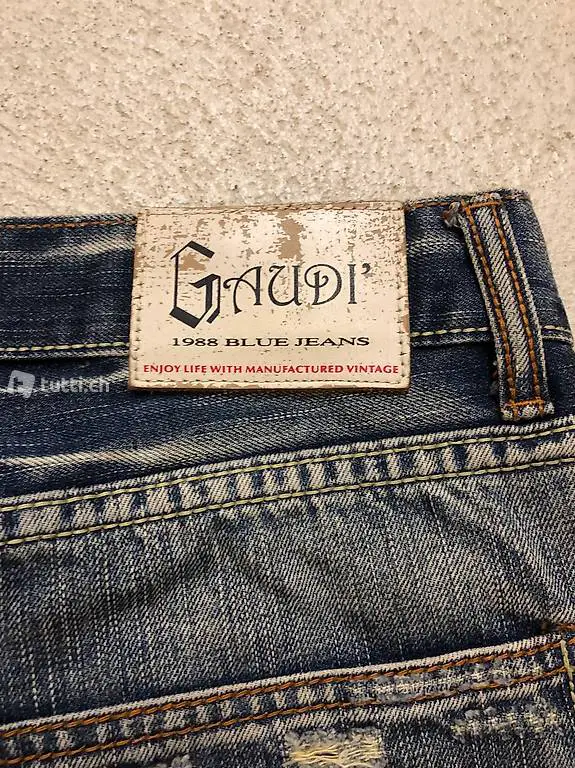 GAUDI'
1988 BLUE JEANS
ENJOY LIFE WITH MANUFACTURED VINTAGE
tutti.ch